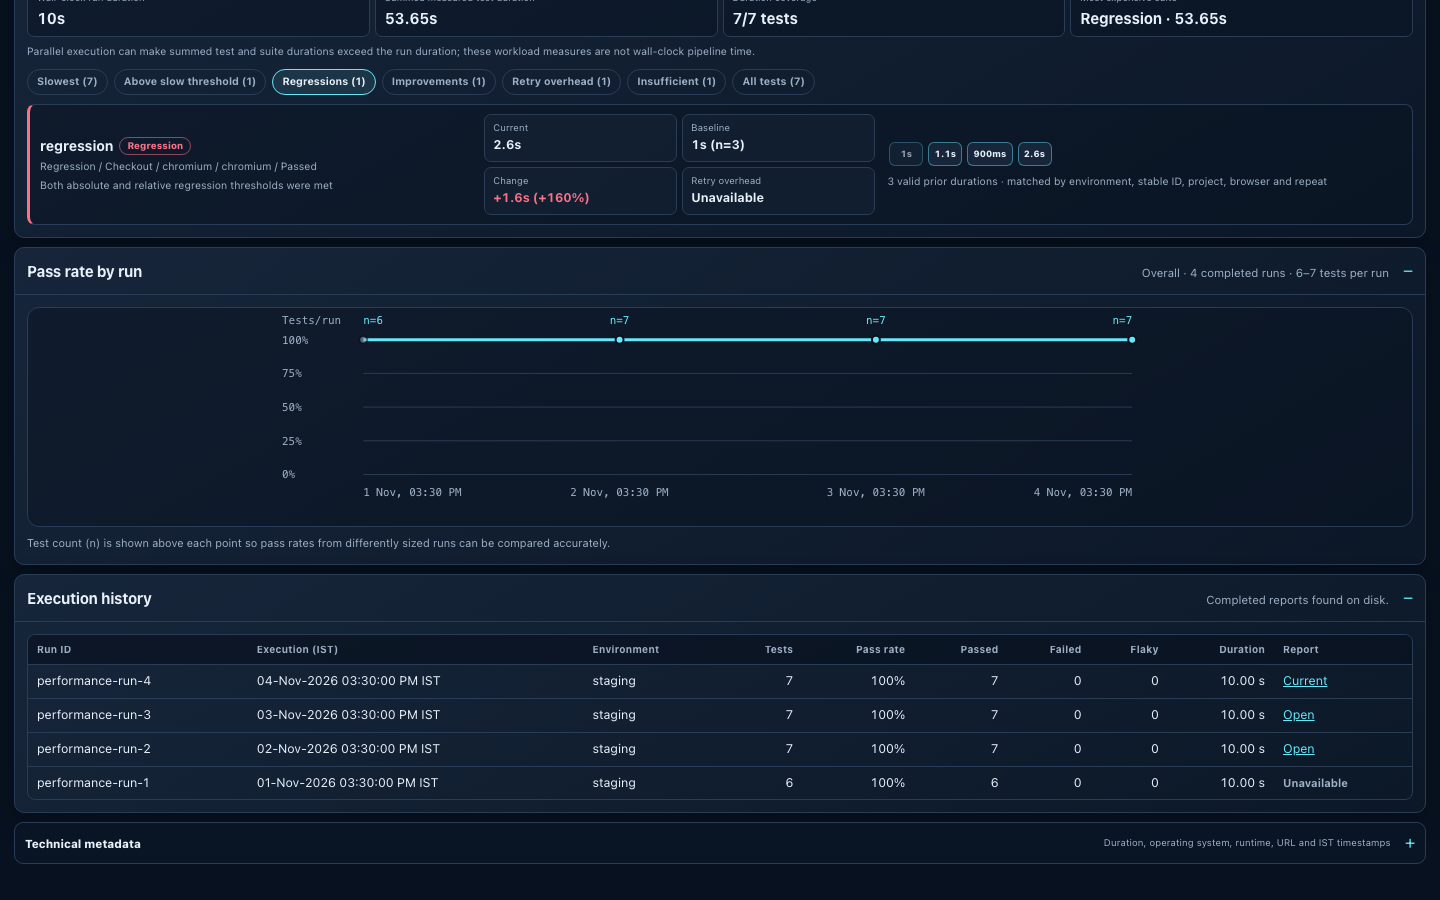 10s
53.65s
7/7 tests
Regression · 53.65s
Parallel execution can make summed test and suite durations exceed the run duration; these workload measures are not wall-clock pipeline time.
Slowest (7)
Above slow threshold (1)
Regressions (1)
Improvements (1)
Retry overhead (1)
Insufficient (1)
All tests (7)
regression Regression
Regression / Checkout / chromium / chromium / Passed
Both absolute and relative regression thresholds were met
Current
2.6s
Baseline
1s (n=3)
Change
+1.6s (+160%)
Retry overhead
Unavailable
1s 1.1s 900ms 2.6s
3 valid prior durations · matched by environment, stable ID, project, browser and repeat
Pass rate by run
Overall · 4 completed runs · 6–7 tests per run −
Tests/run n=6 n=7 n=7 n=7
100%
75%
50%
25%
0%
1 Nov, 03:30 PM 2 Nov, 03:30 PM 3 Nov, 03:30 PM 4 Nov, 03:30 PM
Test count (n) is shown above each point so pass rates from differently sized runs can be compared accurately.
Execution history
Completed reports found on disk. −
Run ID Execution (IST) Environment Tests Pass rate Passed Failed Flaky Duration Report
performance-run-4 04-Nov-2026 03:30:00 PM IST staging 7 100% 7 0 0 10.00 s Current
performance-run-3 03-Nov-2026 03:30:00 PM IST staging 7 100% 7 0 0 10.00 s Open
performance-run-2 02-Nov-2026 03:30:00 PM IST staging 7 100% 7 0 0 10.00 s Open
performance-run-1 01-Nov-2026 03:30:00 PM IST staging 6 100% 6 0 0 10.00 s Unavailable
Technical metadata
Duration, operating system, runtime, URL and IST timestamps +